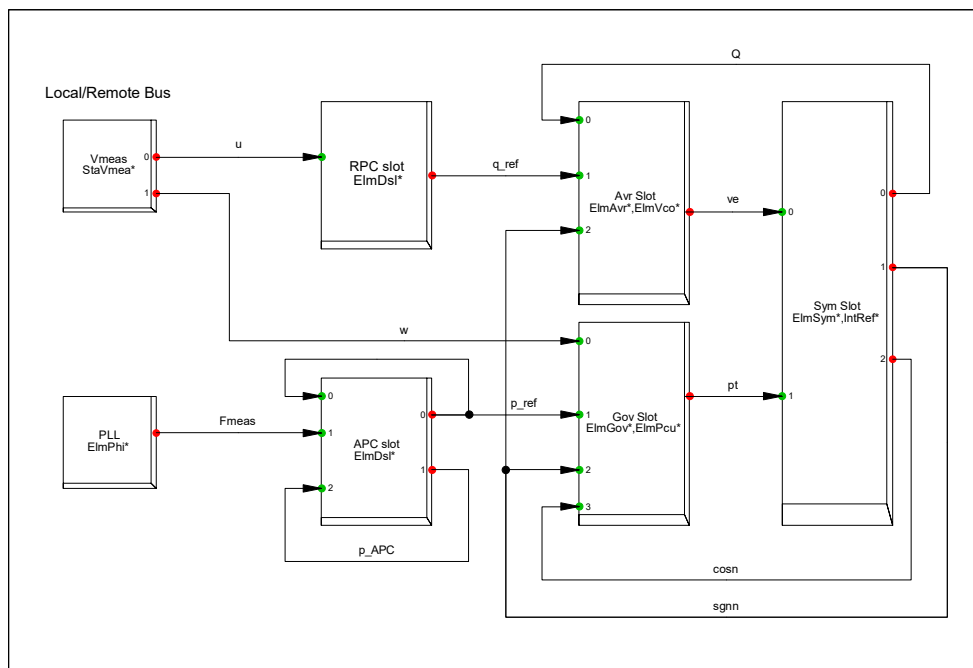 Q
Local/Remote Bus
Vmeas
StaVmea*
0
1
u
RPC slot
ElmDsl*
q_ref
0
1
2
Avr Slot
ElmAvr*,ElmVco*
ve
0
1
Sym Slot
ElmSym*,IntRef*
0
1
2
w
PLL
ElmPhi*
Fmeas
0
1
2
APC slot
ElmDsl*
0
1
p_ref
p_APC
0
1
2
3
Gov Slot
ElmGov*,ElmPcu*
pt
cosn
sgnn